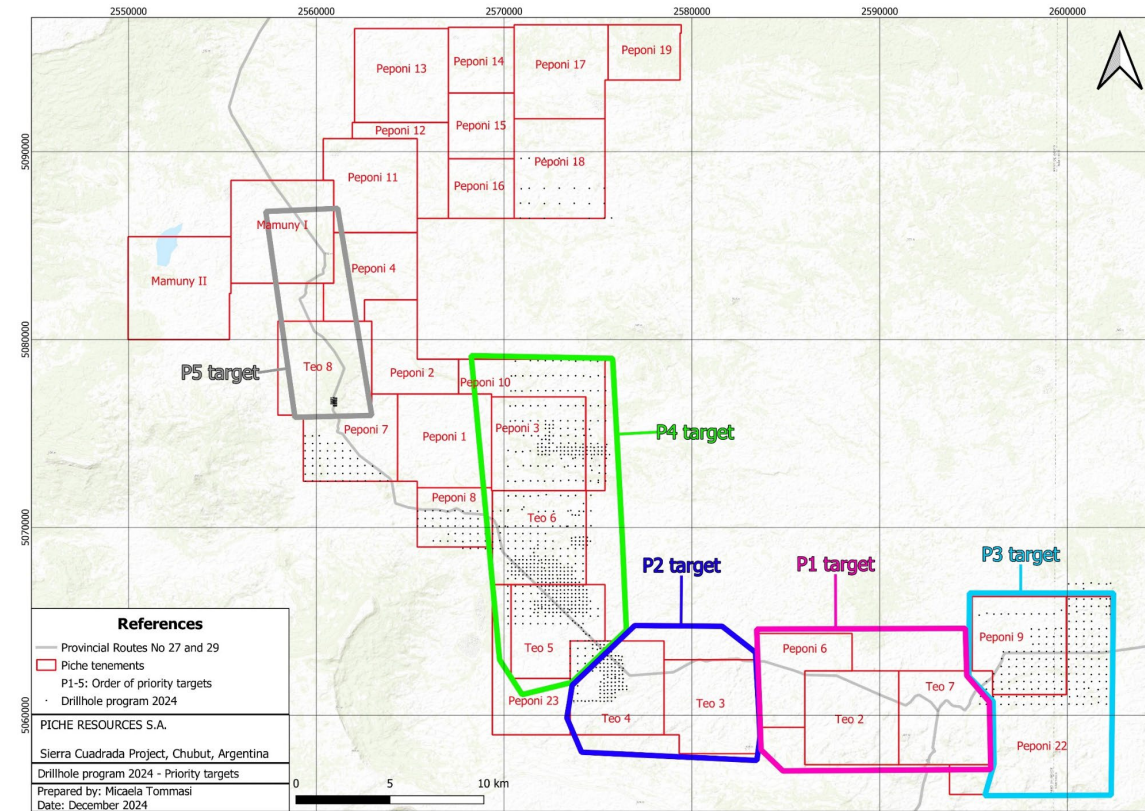 2550000
2560000
2570000
2580000
2590000
2600000
5090000
5080000
5070000
5060000
Peponi 13
Peponi 14
Peponi 17
Peponi 19
Peponi 12
Peponi 15
Peponi 18
Peponi 11
Peponi 16
Mamuny I
Mamuny II
Peponi 4
P5 target
Teo 8
Peponi 2
Peponi 10
Peponi 7
Peponi 1
Peponi 3
P4 target
Peponi 8
Teo 6
P2 target
P1 target
P3 target
Teo 5
Peponi 6
Peponi 9
Peponi 23
Teo 4
Teo 3
Teo 2
Teo 7
Peponi 22
References
Provincial Routes No 27 and 29
Piche tenements
P1-5: Order of priority targets
Drillhole program 2024
PICHE RESOURCES S.A.
Sierra Cuadrada Project, Chubut, Argentina
Drillhole program 2024 - Priority targets
Prepared by: Micaela Tommasi
Date: December 2024
0 5 10 km